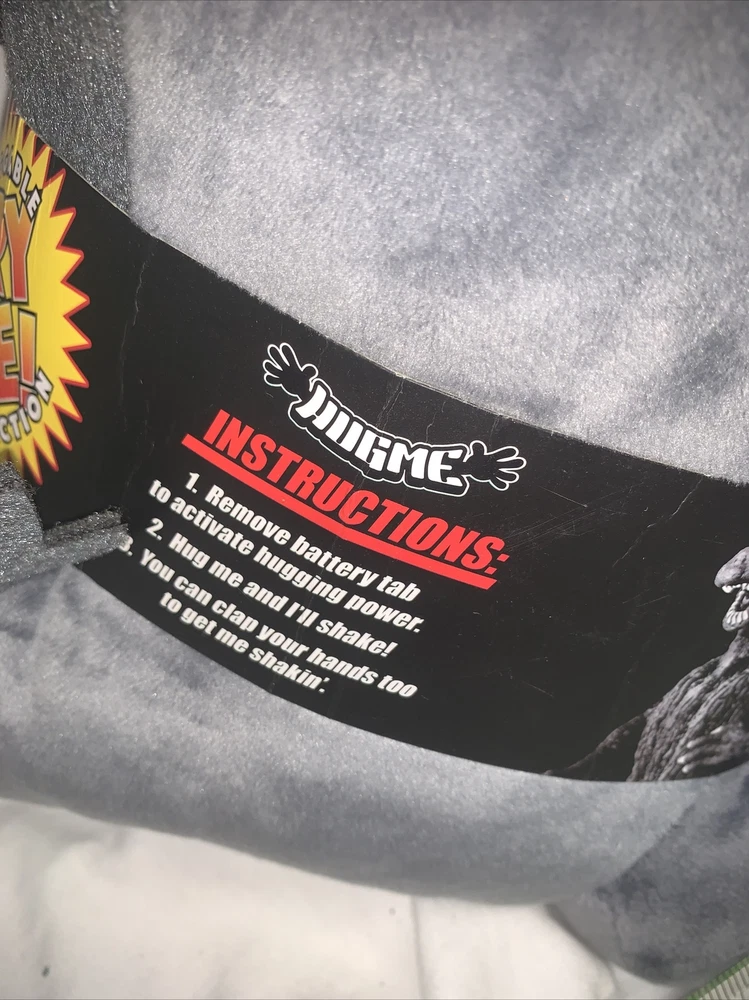 HUGME
INSTRUCTIONS:
1. Remove battery tab
to activate hugging power.
2. Hug me and I'll shake!
3. You can clap your hands too
to get me shakin'.